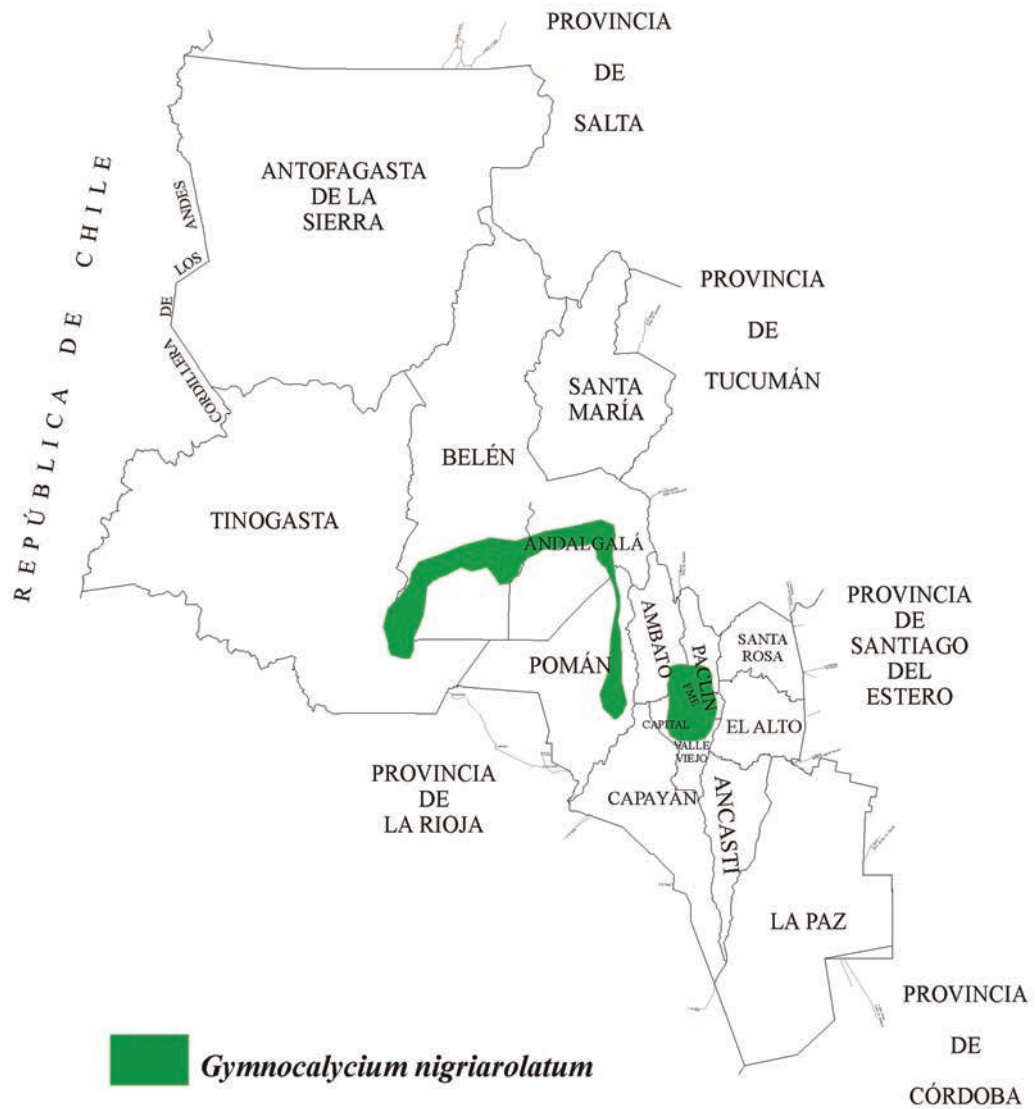 PROVINCIA
DE
SALTA
ANTOFAGASTA
DE LA
SIERRA
REPÚBLICA DE CHILE
CORDILLERA DE LOS ANDES
PROVINCIA
DE
TUCUMÁN
SANTA
MARÍA
BELÉN
TINOGASTA
ANDALGALÁ
PROVINCIA
DE
SANTIAGO
DEL
ESTERO
AMBATO
PACLÍN
SANTA
ROSA
POMÁN
FME
CAPITAL
EL ALTO
VALLE
VIEJO
PROVINCIA
DE
LA RIOJA
CAPAYÁN
ANCASTI
LA PAZ
PROVINCIA
DE
CÓRDOBA
Gymnocalycium nigriarolatum